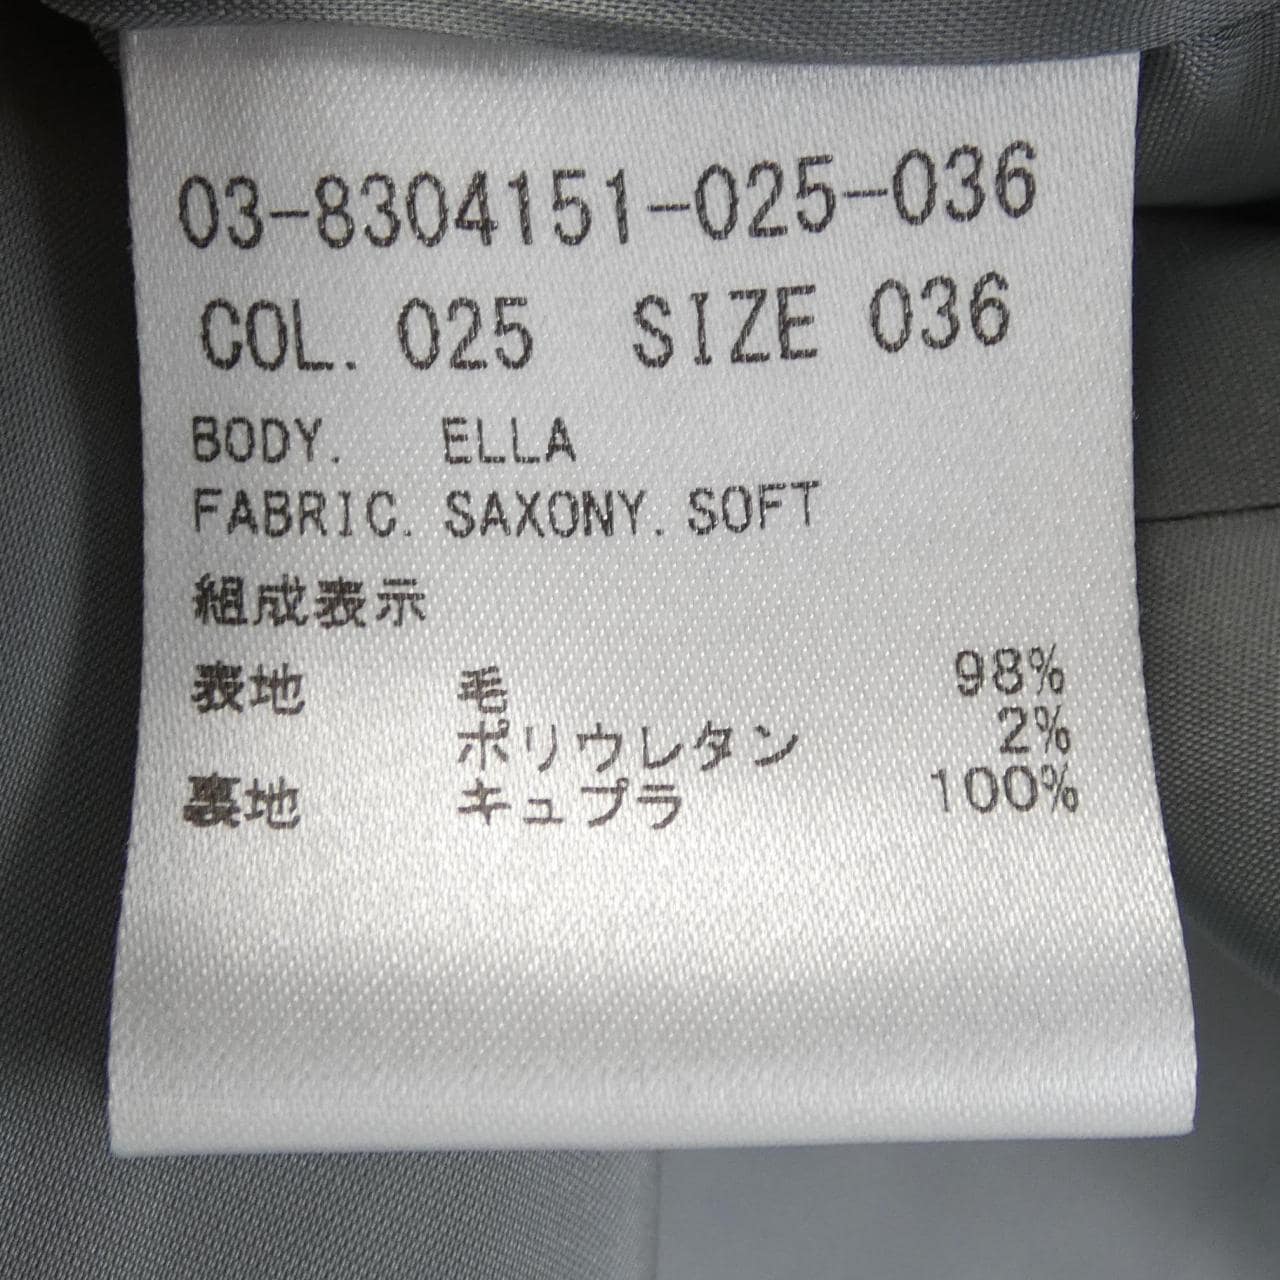 03-8304151-025-036
COL. 025 SIZE 036
BODY. ELLA
FABRIC. SAXONY. SOFT
組成表示
表地 毛 98%
ポリウレタン 2%
裏地 キュプラ 100%